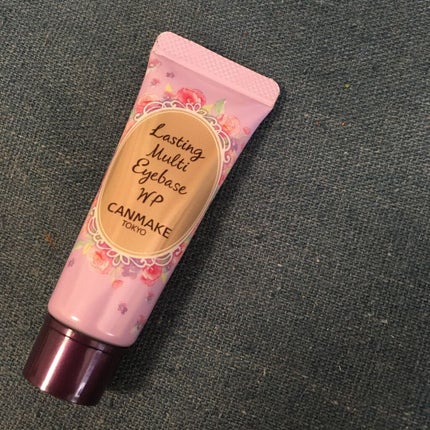 Lasting
Multi
Eyebase
WP
CANMAKE
TOKYO